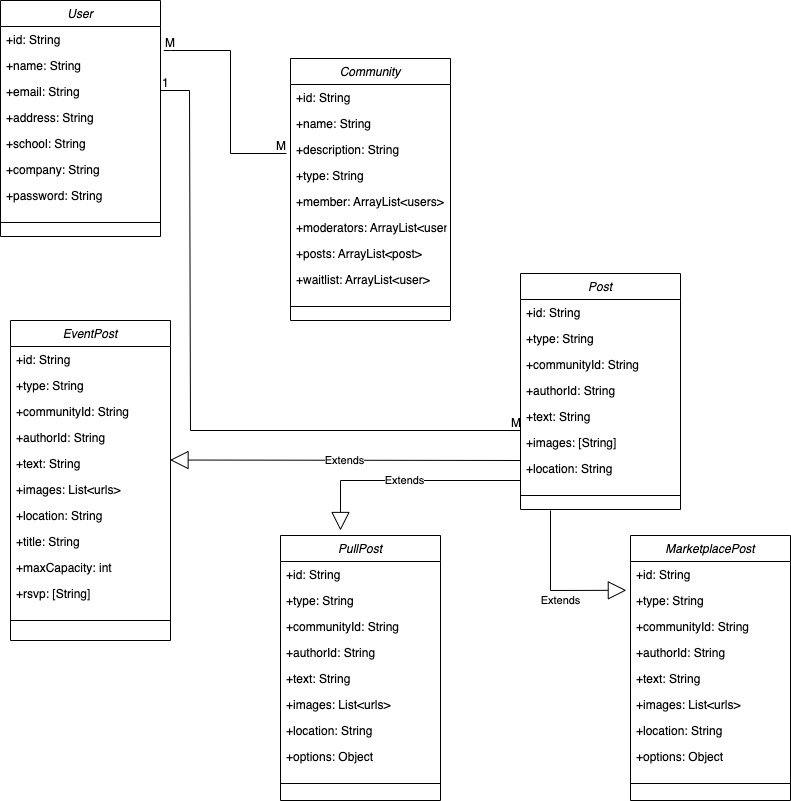 User
+id: String
+name: String
+email: String
+address: String
+school: String
+company: String
+password: String
M
1
M
Community
+id: String
+name: String
+description: String
+type: String
+member: ArrayList<users>
+moderators: ArrayList<user
+posts: ArrayList<post>
+waitlist: ArrayList<user>
Post
+id: String
+type: String
+communityId: String
+authorId: String
+text: String
+images: [String]
+location: String
M
EventPost
+id: String
+type: String
+communityId: String
+authorId: String
+text: String
+images: List<urls>
+location: String
+title: String
+maxCapacity: int
+rsvp: [String]
Extends
Extends
Extends
PullPost
+id: String
+type: String
+communityId: String
+authorId: String
+text: String
+images: List<urls>
+location: String
+options: Object
MarketplacePost
+id: String
+type: String
+communityId: String
+authorId: String
+text: String
+images: List<urls>
+location: String
+options: Object